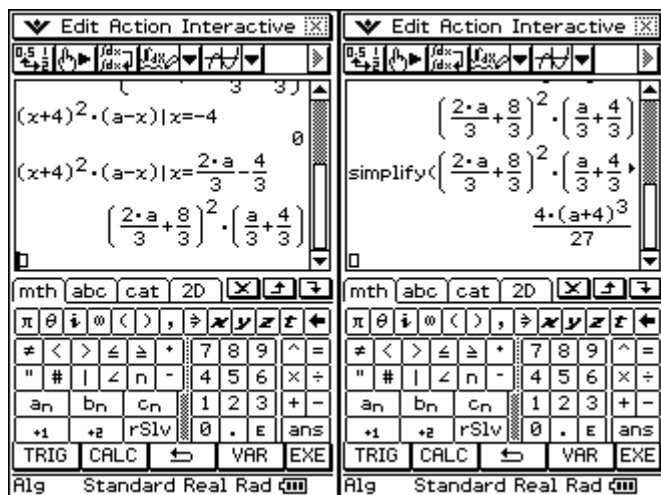 Edit Action Interactive
3 3)
(x+4)^2·(a-x)|x=-4
0
(x+4)^2·(a-x)|x=2·a/3-4/3
(2·a/3+8/3)^2·(a/3+4/3)
mth abc cat 2D
π θ i ∞ ( ) , ⇒ x y z t ←
≠ < > ≤ ≥ 7 8 9 ^ =
" # | ∠ 4 5 6 × ÷
an bn cn 1 2 3 + -
+1 +2 rSlv 0 . E ans
TRIG CALC VAR EXE
Alg Standard Real Rad
Edit Action Interactive
(2·a/3+8/3)^2·(a/3+4/3)
simplify((2·a/3+8/3)^2·(a/3+4/3
4·(a+4)^3/27
mth abc cat 2D
π θ i ∞ ( ) , ⇒ x y z t ←
≠ < > ≤ ≥ 7 8 9 ^ =
" # | ∠ 4 5 6 × ÷
an bn cn 1 2 3 + -
+1 +2 rSlv 0 . E ans
TRIG CALC VAR EXE
Alg Standard Real Rad